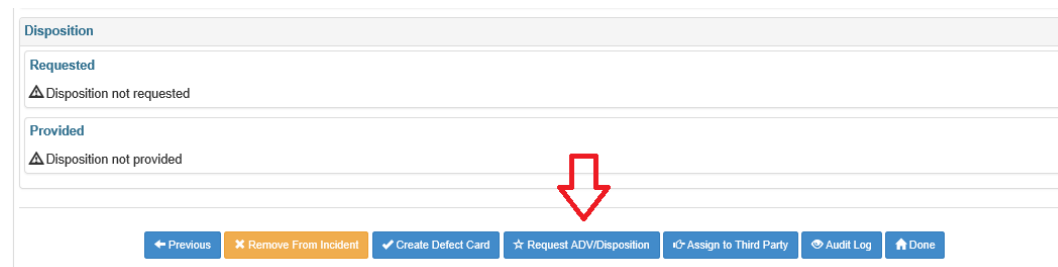 Disposition
Requested
Disposition not requested
Provided
Disposition not provided
Previous Remove From Incident Create Defect Card Request ADV/Disposition Assign to Third Party Audit Log Done